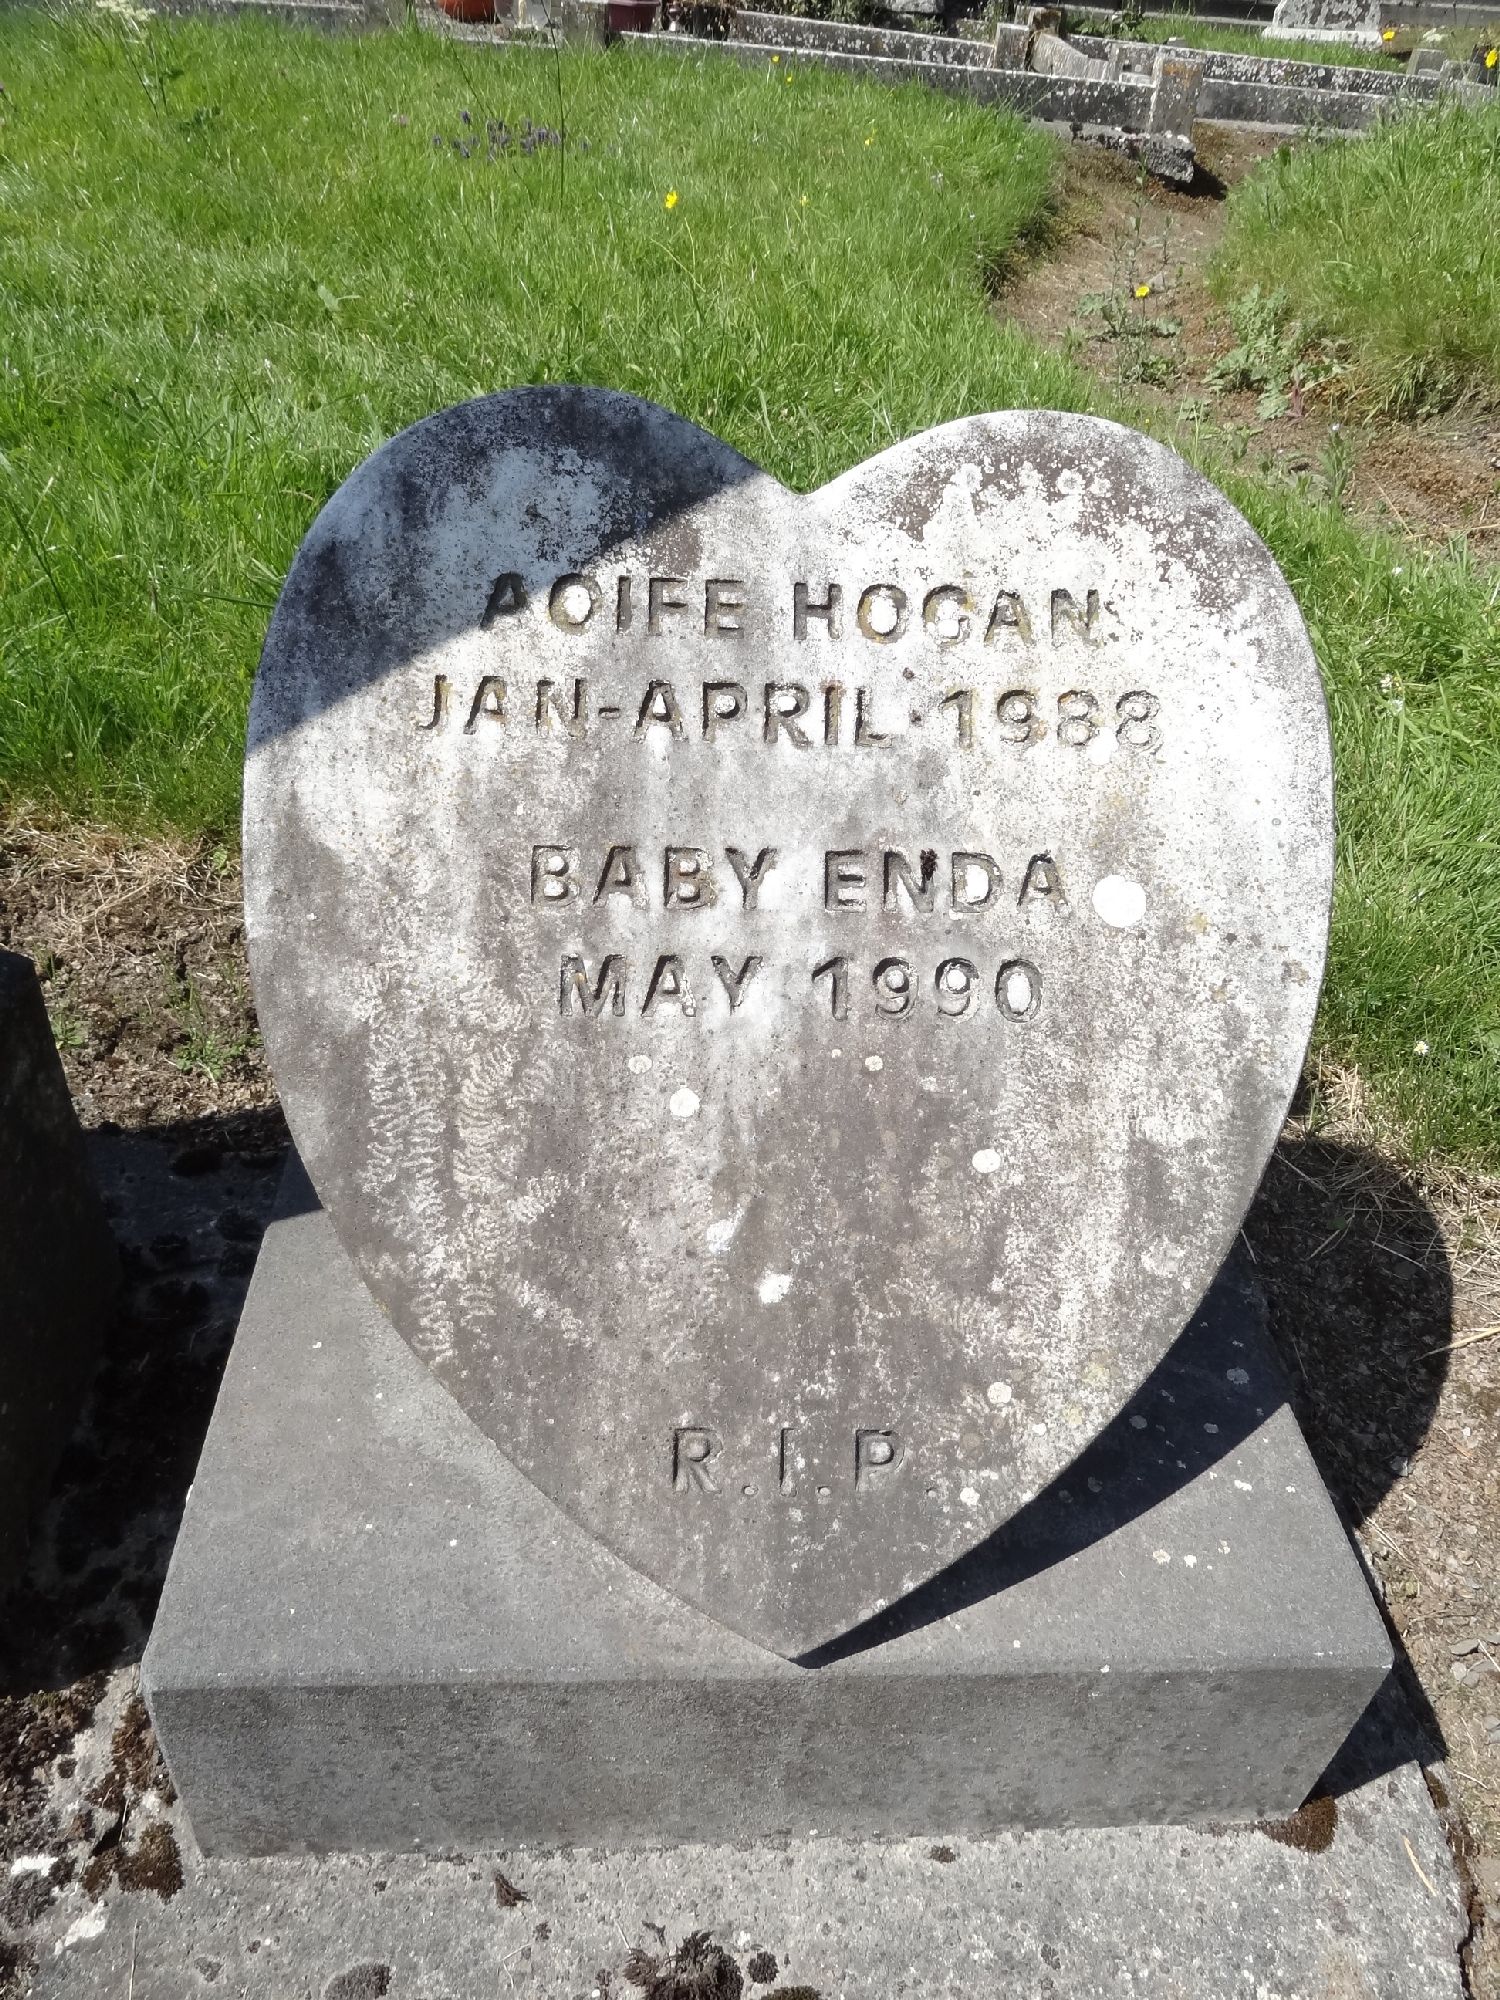 AOIFE HOGAN
JAN-APRIL 1988
BABY ENDA
MAY 1990
R.I.P.